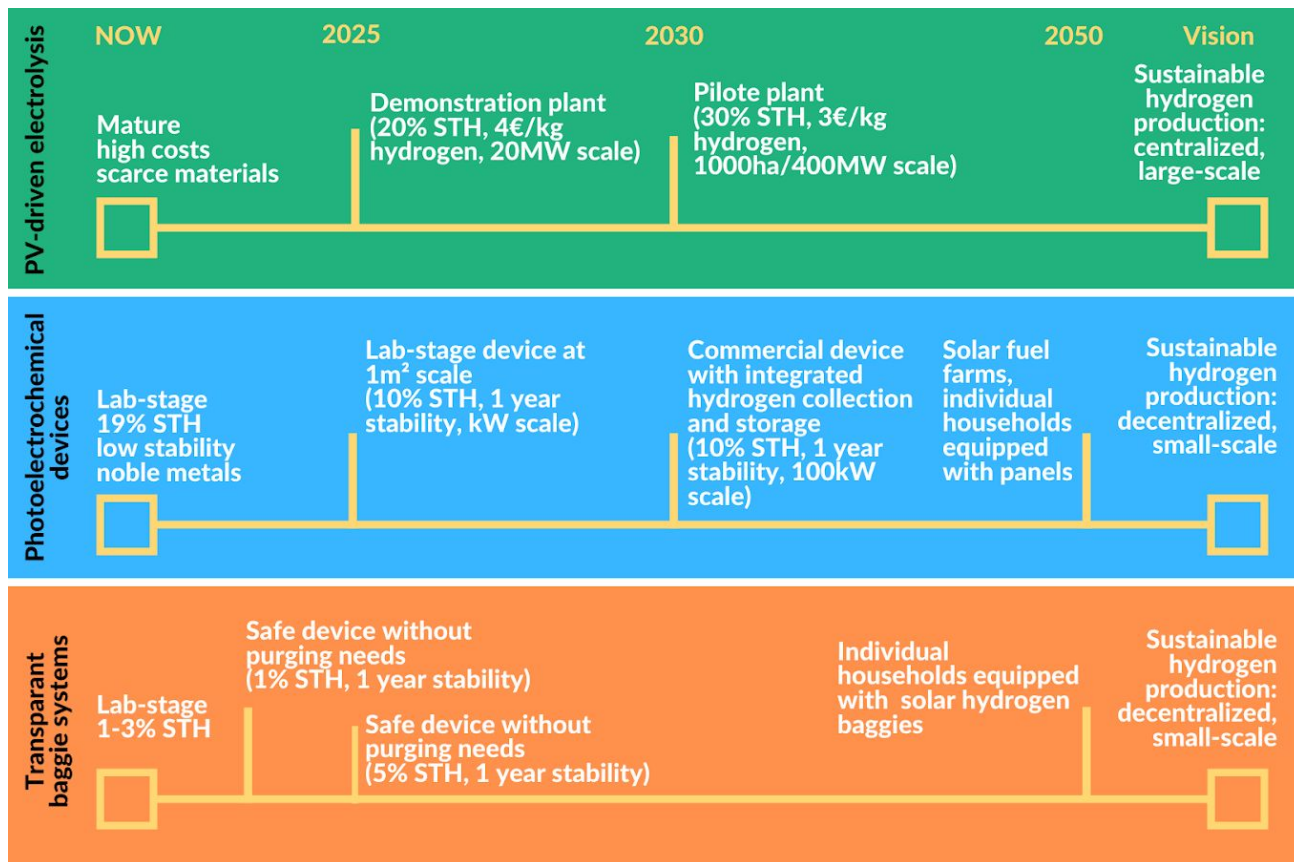 NOW
2025
2030
2050
Vision
PV-driven electrolysis
Mature
high costs
scarce materials
Demonstration plant
(20% STH, 4€/kg
hydrogen, 20MW scale)
Pilote plant
(30% STH, 3€/kg
hydrogen,
1000ha/400MW scale)
Sustainable
hydrogen
production:
centralized,
large-scale
Photoelectrochemical
devices
Lab-stage
19% STH
low stability
noble metals
Lab-stage device at
1m² scale
(10% STH, 1 year
stability, kW scale)
Commercial device
with integrated
hydrogen collection
and storage
(10% STH, 1 year
stability, 100kW
scale)
Solar fuel
farms,
individual
households
equipped
with panels
Sustainable
hydrogen
production:
decentralized,
small-scale
Transparant
baggie systems
Lab-stage
1-3% STH
Safe device without
purging needs
(1% STH, 1 year stability)
Safe device without
purging needs
(5% STH, 1 year stability)
Individual
households equipped
with solar hydrogen
baggies
Sustainable
hydrogen
production:
decentralized,
small-scale